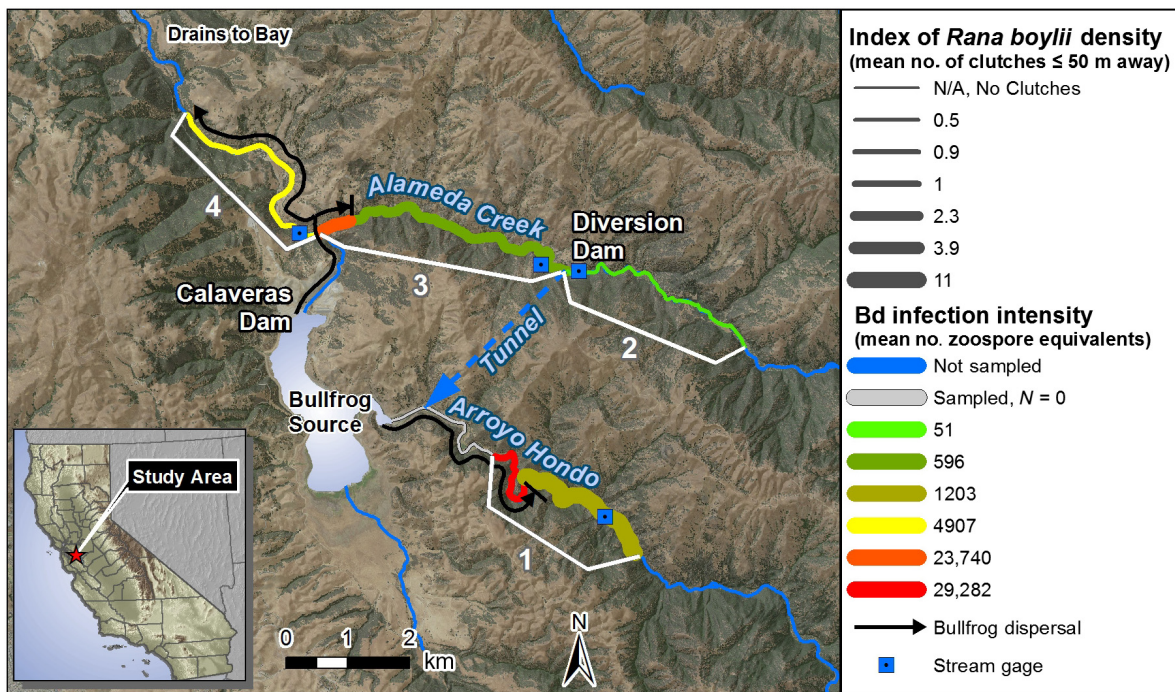 Drains to Bay
Alameda Creek
Diversion
Dam
4
3
2
Calaveras
Dam
Tunnel
Bullfrog
Source
Arroyo Hondo
1
Study Area
0 1 2
km
N
Index of Rana boylii density
(mean no. of clutches ≤ 50 m away)
N/A, No Clutches
0.5
0.9
1
2.3
3.9
11
Bd infection intensity
(mean no. zoospore equivalents)
Not sampled
Sampled, N = 0
51
596
1203
4907
23,740
29,282
Bullfrog dispersal
Stream gage